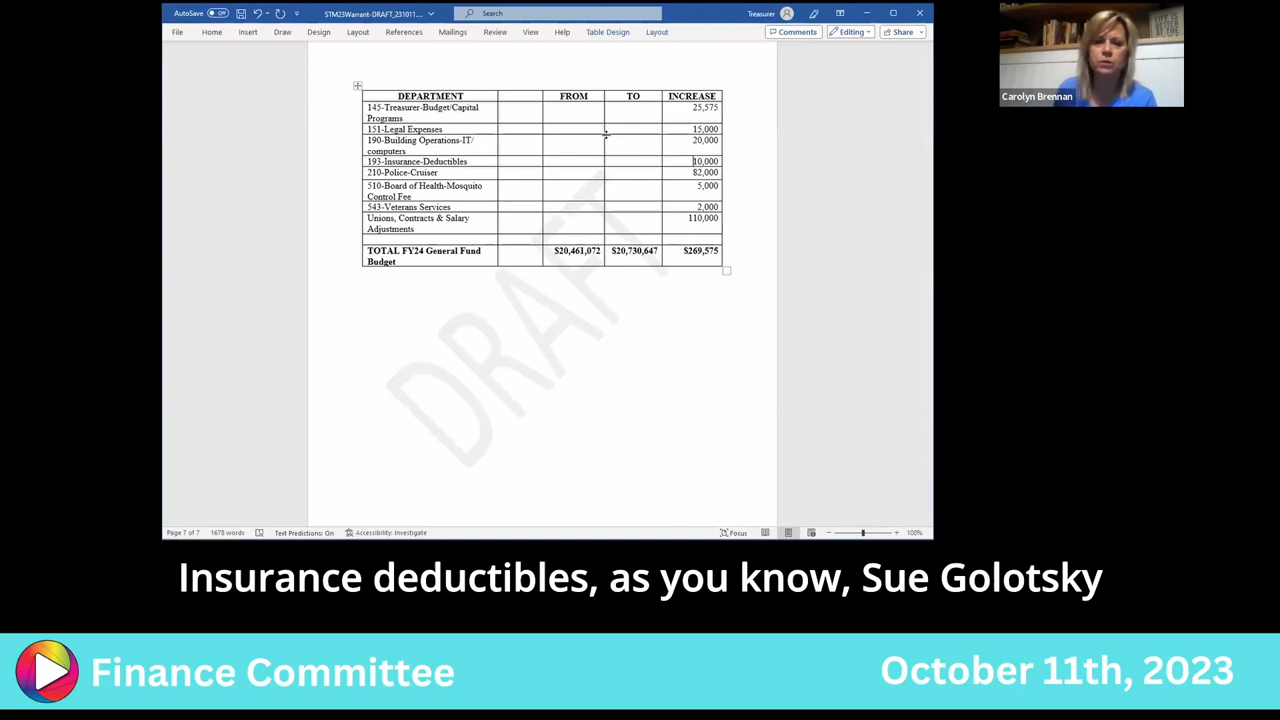 AutoSave Off STM23Warrant-DRAFT_231011... Search Treasurer
File Home Insert Draw Design Layout References Mailings Review View Help Table Design Layout Comments Editing Share
DEPARTMENT FROM TO INCREASE
145-Treasurer-Budget/Capital 25,575
Programs
151-Legal Expenses 15,000
190-Building Operations-IT/ 20,000
computers
193-Insurance-Deductibles 10,000
210-Police-Cruiser 82,000
510-Board of Health-Mosquito 5,000
Control Fee
543-Veterans Services 2,000
Unions, Contracts & Salary 110,000
Adjustments
TOTAL FY24 General Fund $20,461,072 $20,730,647 $269,575
Budget
DRAFT
Page 7 of 7 1678 words Text Predictions: On Accessibility: Investigate Focus 100%
Carolyn Brennan
Insurance deductibles, as you know, Sue Golotsky
Finance Committee October 11th, 2023